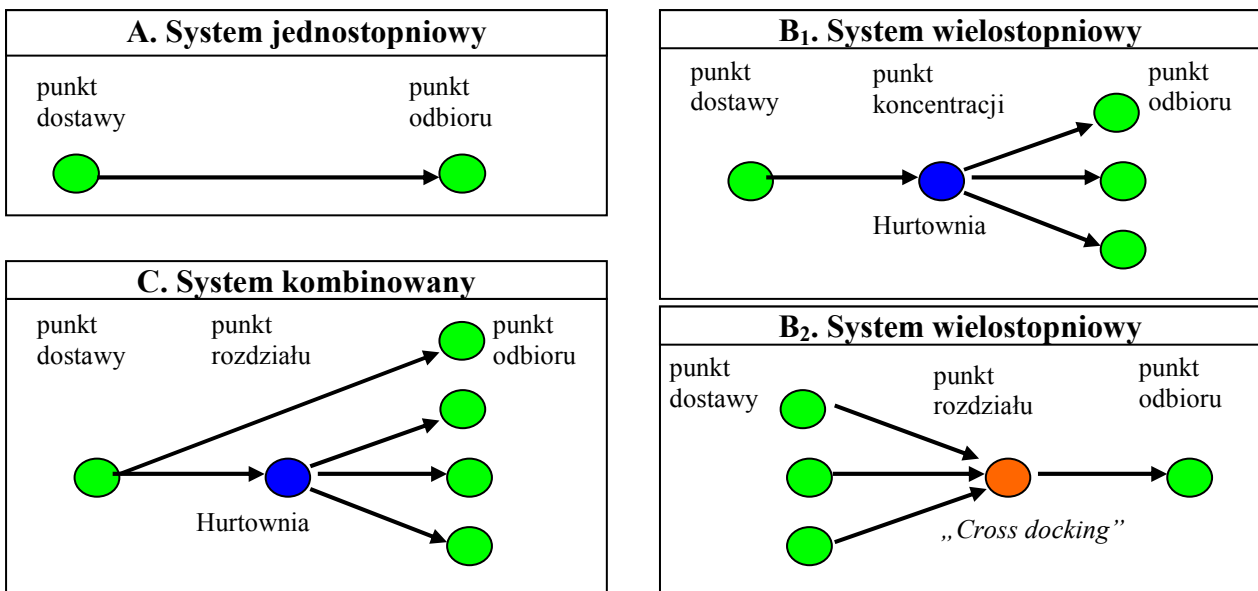 A. System jednostopniowy
punkt
dostawy
punkt
odbioru
B₁. System wielostopniowy
punkt
dostawy
punkt
koncentracji
punkt
odbioru
Hurtownia
C. System kombinowany
punkt
dostawy
punkt
rozdziału
punkt
odbioru
Hurtownia
B₂. System wielostopniowy
punkt
dostawy
punkt
rozdziału
punkt
odbioru
„Cross docking”